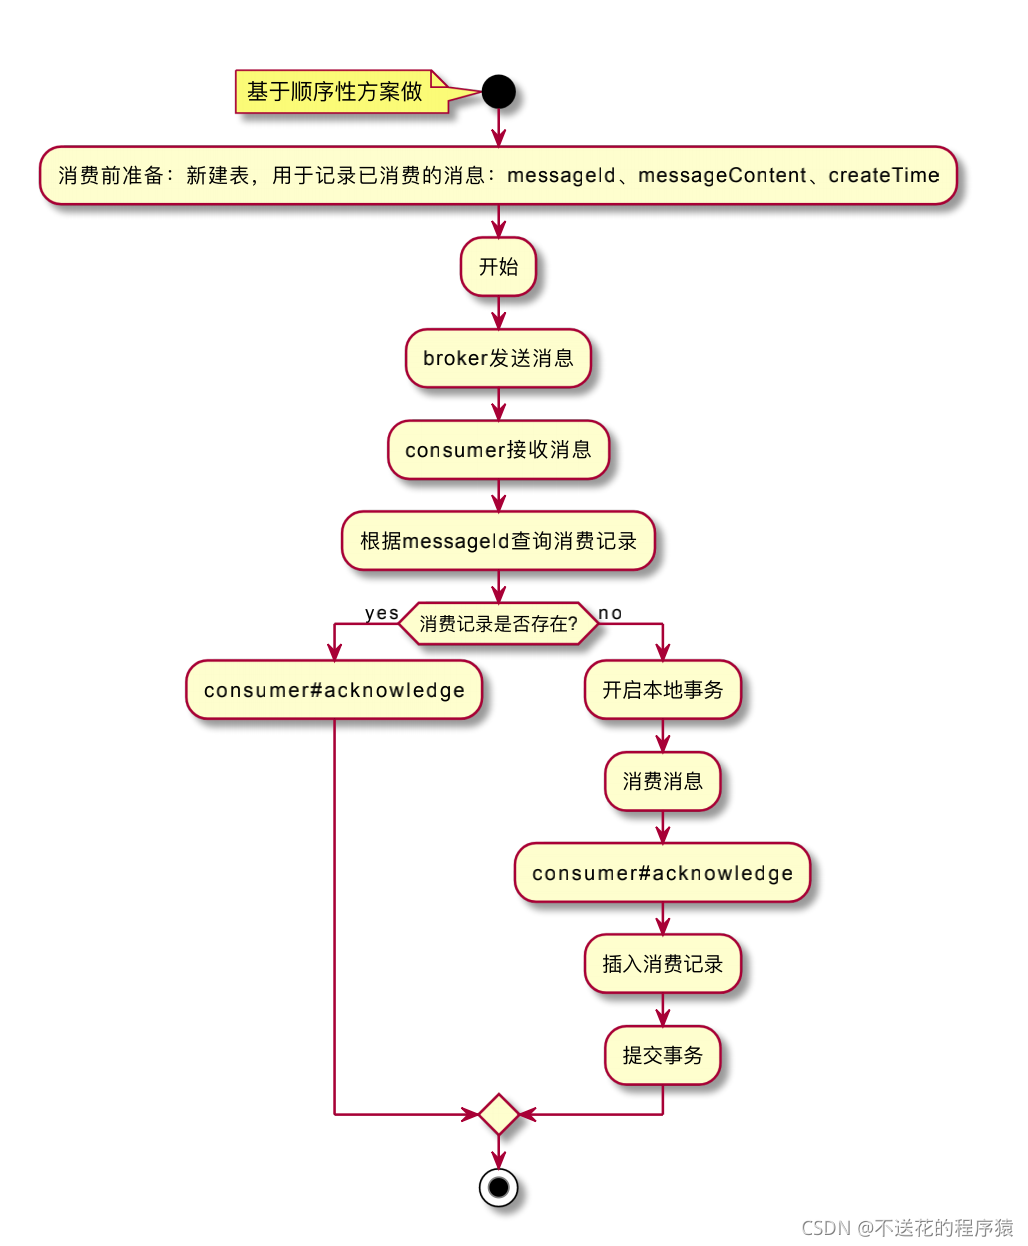 基于顺序性方案做
消费前准备：新建表，用于记录已消费的消息：messageId、messageContent、createTime
开始
broker发送消息
consumer接收消息
根据messageId查询消费记录
yes
消费记录是否存在?
no
consumer#acknowledge
开启本地事务
消费消息
consumer#acknowledge
插入消费记录
提交事务
CSDN @不送花的程序猿